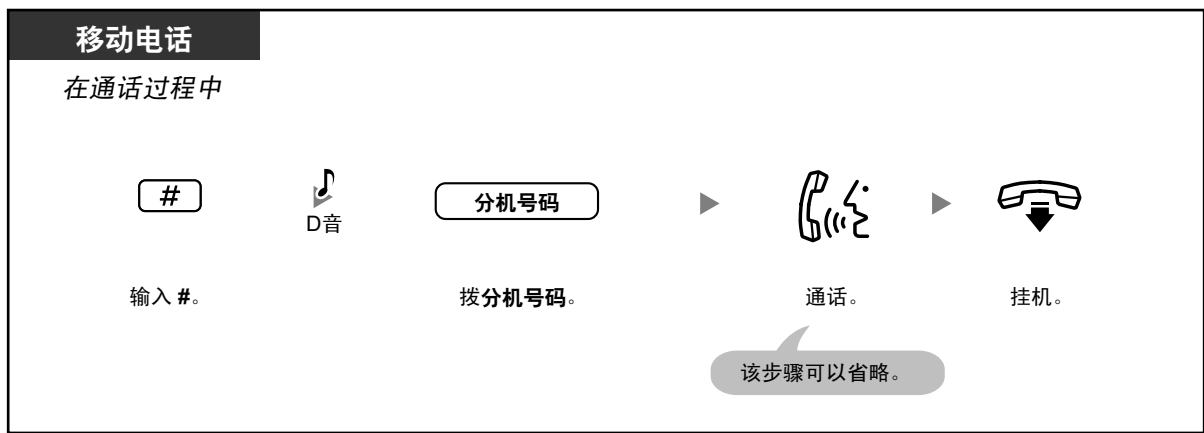 移动电话
在通话过程中
#
D音
分机号码
输入 #。
拨分机号码。
通话。
挂机。
该步骤可以省略。